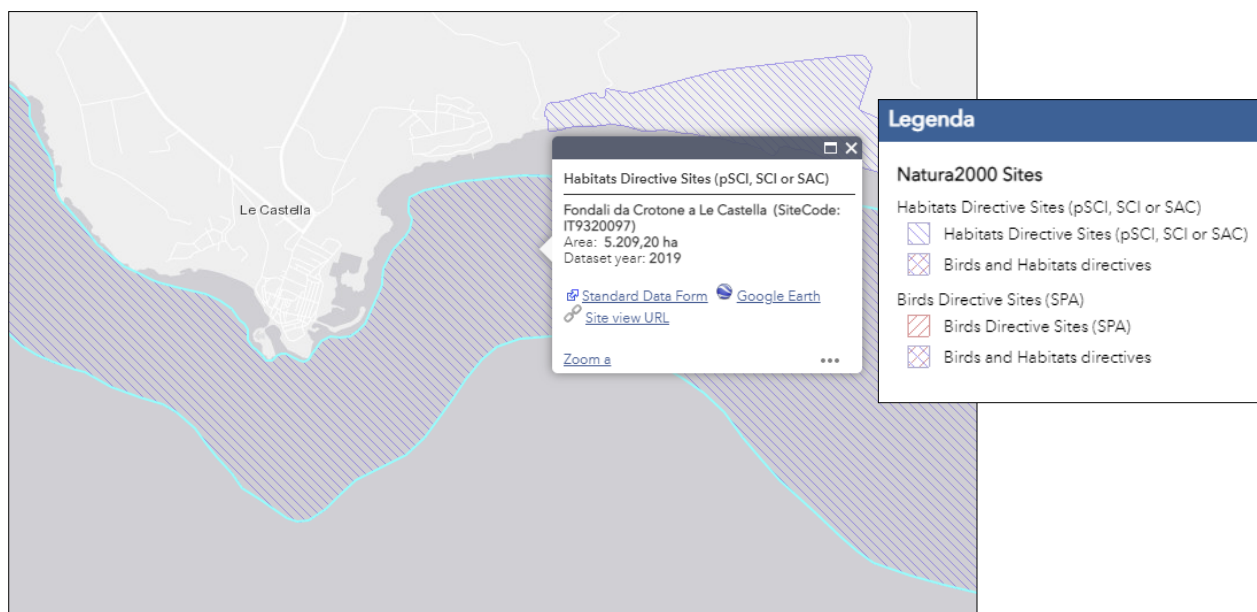 Le Castella
Habitats Directive Sites (pSCI, SCI or SAC)
Fondali da Crotone a Le Castella (SiteCode:
IT9320097)
Area: 5.209,20 ha
Dataset year: 2019
Standard Data Form Google Earth
Site view URL
Zoom a
Legenda
Natura2000 Sites
Habitats Directive Sites (pSCI, SCI or SAC)
Habitats Directive Sites (pSCI, SCI or SAC)
Birds and Habitats directives
Birds Directive Sites (SPA)
Birds Directive Sites (SPA)
Birds and Habitats directives